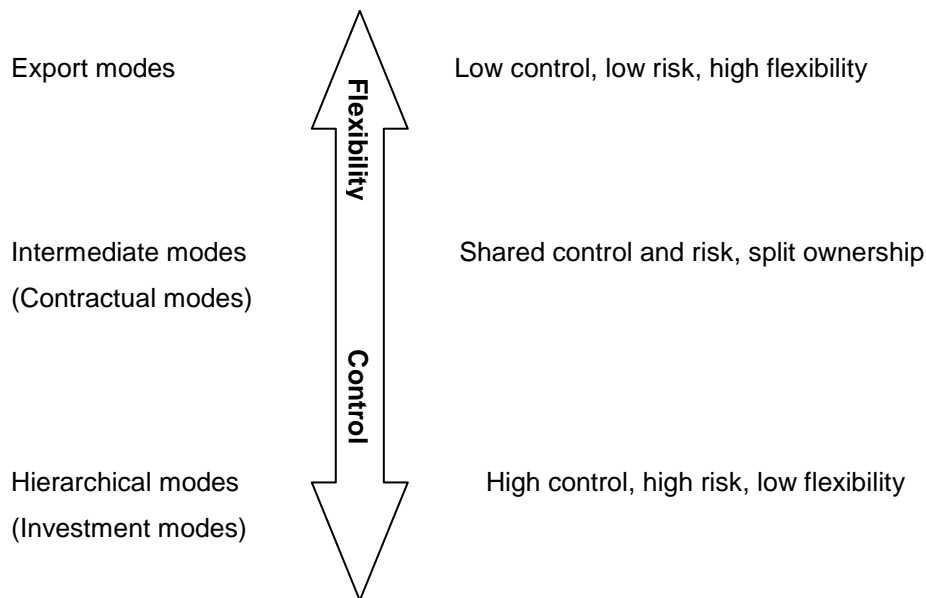 Export modes
Low control, low risk, high flexibility
Flexibility
Intermediate modes
(Contractual modes)
Shared control and risk, split ownership
Control
Hierarchical modes
(Investment modes)
High control, high risk, low flexibility